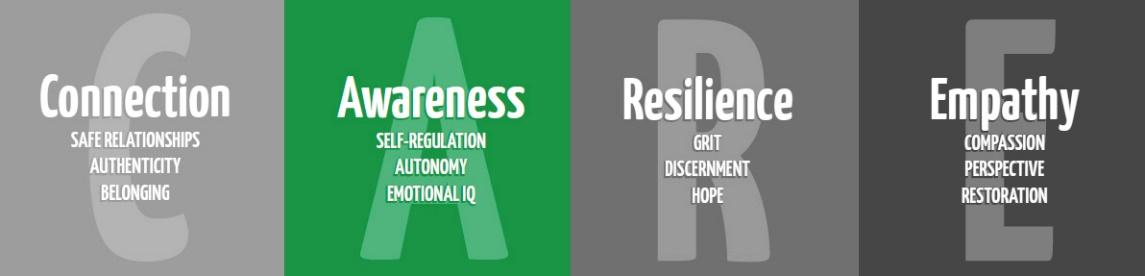 C
Connection
SAFE RELATIONSHIPS
AUTHENTICITY
BELONGING
A
Awareness
SELF-REGULATION
AUTONOMY
EMOTIONAL IQ
R
Resilience
GRIT
DISCERNMENT
HOPE
E
Empathy
COMPASSION
PERSPECTIVE
RESTORATION